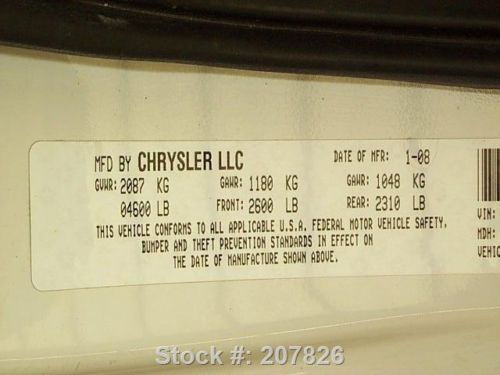 MFD BY CHRYSLER LLC DATE OF MFR: 1-08
GVWR: 2087 KG GAWR: 1180 KG GAWR: 1048 KG
04600 LB FRONT: 2600 LB REAR: 2310 LB
THIS VEHICLE CONFORMS TO ALL APPLICABLE U.S.A. FEDERAL MOTOR VEHICLE SAFETY,
BUMPER AND THEFT PREVENTION STANDARDS IN EFFECT ON
THE DATE OF MANUFACTURE SHOWN ABOVE.
VIN:
MDH:
VEHIC
Stock #: 207826